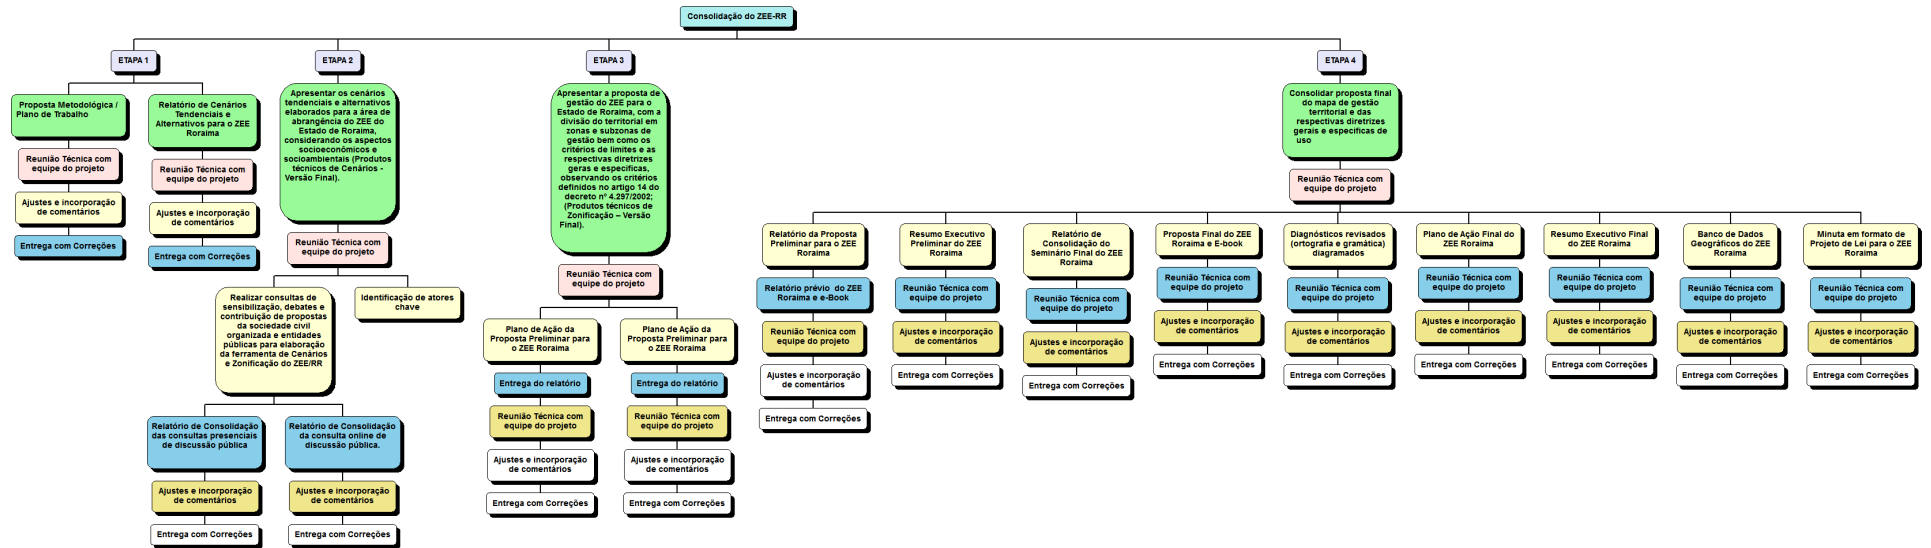 Consolidação do ZEE-RR
ETAPA 1
Proposta Metodológica /
Plano de Trabalho
Reunião Técnica com
equipe do projeto
Ajustes e incorporação
de comentários
Entrega com Correções
Relatório de Cenários
Tendenciais e
Alternativos para o ZEE
Roraima
Reunião Técnica com
equipe do projeto
Ajustes e incorporação
de comentários
Entrega com Correções
ETAPA 2
Apresentar os cenários
tendenciais e alternativos
elaborados para a área de
abrangência do ZEE do
Estado de Roraima,
considerando os aspectos
socioeconômicos e
socioambientais (Produtos
técnicos de Cenários -
Versão Final).
Reunião Técnica com
equipe do projeto
Realizar consultas de
sensibilização, debates e
contribuição de propostas
da sociedade civil
organizada e entidades
públicas para elaboração
da ferramenta de Cenários
e Zonificação do ZEE/RR
Relatório de Consolidação
das consultas presenciais
de discussão pública
Ajustes e incorporação
de comentários
Entrega com Correções
Relatório de Consolidação
da consulta online de
discussão pública.
Ajustes e incorporação
de comentários
Entrega com Correções
Identificação de atores
chave
ETAPA 3
Apresentar a proposta de
gestão do ZEE para o
Estado de Roraima, com a
divisão do territorial em
zonas e subzonas de
gestão bem como os
critérios de limites e as
respectivas diretrizes
geras e especificas,
observando os critérios
definidos no artigo 14 do
decreto nº 4.297/2002;
(Produtos técnicos de
Zonificação – Versão
Final).
Reunião Técnica com
equipe do projeto
Plano de Ação da
Proposta Preliminar para
o ZEE Roraima
Entrega do relatório
Reunião Técnica com
equipe do projeto
Ajustes e incorporação
de comentários
Entrega com Correções
Plano de Ação da
Proposta Preliminar para
o ZEE Roraima
Entrega do relatório
Reunião Técnica com
equipe do projeto
Ajustes e incorporação
de comentários
Entrega com Correções
ETAPA 4
Consolidar proposta final
do mapa de gestão
territorial e das
respectivas diretrizes
gerais e especificas de
uso
Reunião Técnica com
equipe do projeto
Relatório da Proposta
Preliminar para o ZEE
Roraima
Relatório prévio do ZEE
Roraima e e-Book
Reunião Técnica com
equipe do projeto
Ajustes e incorporação
de comentários
Entrega com Correções
Resumo Executivo
Preliminar do ZEE
Roraima
Reunião Técnica com
equipe do projeto
Ajustes e incorporação
de comentários
Entrega com Correções
Relatório de
Consolidação do
Seminário Final do ZEE
Roraima
Reunião Técnica com
equipe do projeto
Ajustes e incorporação
de comentários
Entrega com Correções
Proposta Final do ZEE
Roraima e E-book
Reunião Técnica com
equipe do projeto
Ajustes e incorporação
de comentários
Entrega com Correções
Diagnósticos revisados
(ortografia e gramática)
diagramados
Reunião Técnica com
equipe do projeto
Ajustes e incorporação
de comentários
Entrega com Correções
Plano de Ação Final do
ZEE Roraima
Reunião Técnica com
equipe do projeto
Ajustes e incorporação
de comentários
Entrega com Correções
Resumo Executivo Final
do ZEE Roraima
Reunião Técnica com
equipe do projeto
Ajustes e incorporação
de comentários
Entrega com Correções
Banco de Dados
Geográficos do ZEE
Roraima
Reunião Técnica com
equipe do projeto
Ajustes e incorporação
de comentários
Entrega com Correções
Minuta em formato de
Projeto de Lei para o ZEE
Roraima
Reunião Técnica com
equipe do projeto
Ajustes e incorporação
de comentários
Entrega com Correções